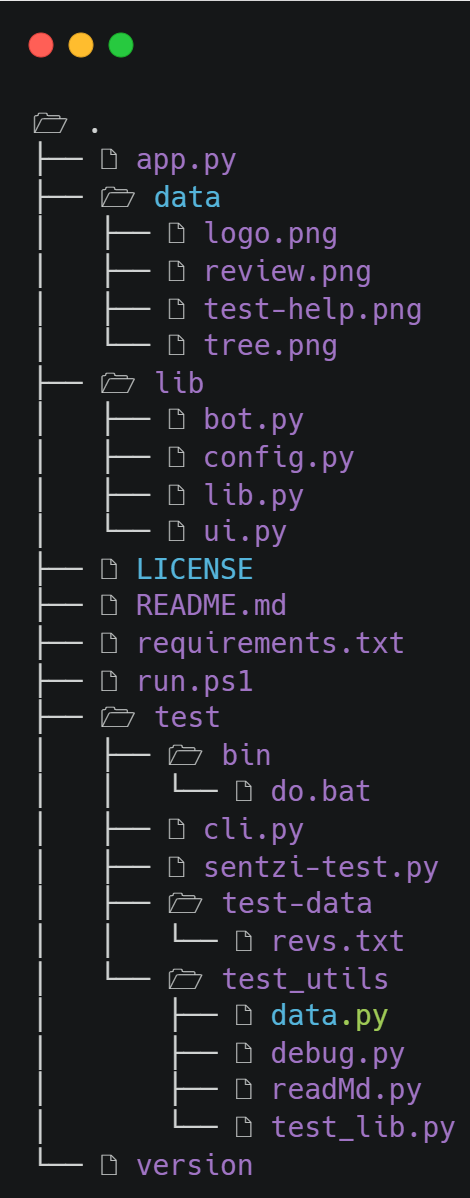 .
app.py
data
logo.png
review.png
test-help.png
tree.png
lib
bot.py
config.py
lib.py
ui.py
LICENSE
README.md
requirements.txt
run.ps1
test
bin
do.bat
cli.py
sentzi-test.py
test-data
revs.txt
test_utils
data.py
debug.py
readMd.py
test_lib.py
version